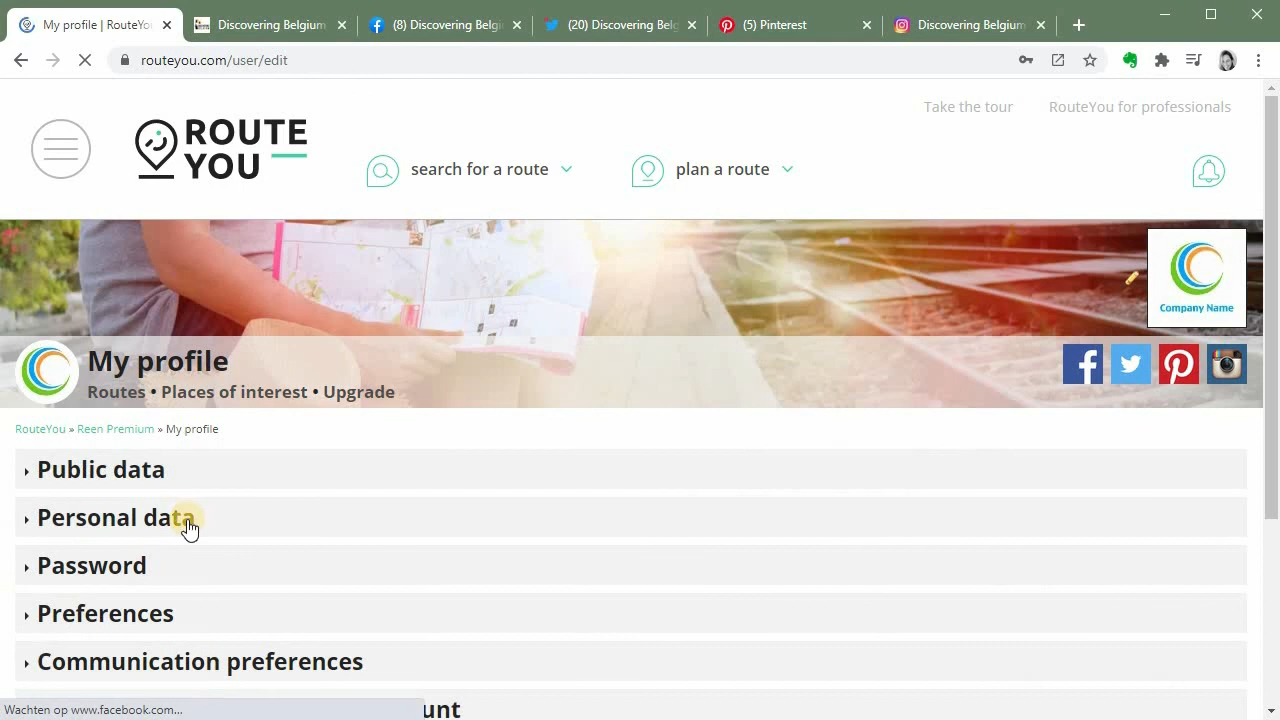 My profile | RouteYo
Discovering Belgium
(8) Discovering Belgi
(20) Discovering Belg
(5) Pinterest
Discovering Belgium
routeyou.com/user/edit
Take the tour
RouteYou for professionals
ROUTE
YOU
search for a route
plan a route
Company Name
My profile
Routes • Places of interest • Upgrade
RouteYou » Reen Premium » My profile
Public data
Personal data
Password
Preferences
Communication preferences
unt
Wachten op www.facebook.com...